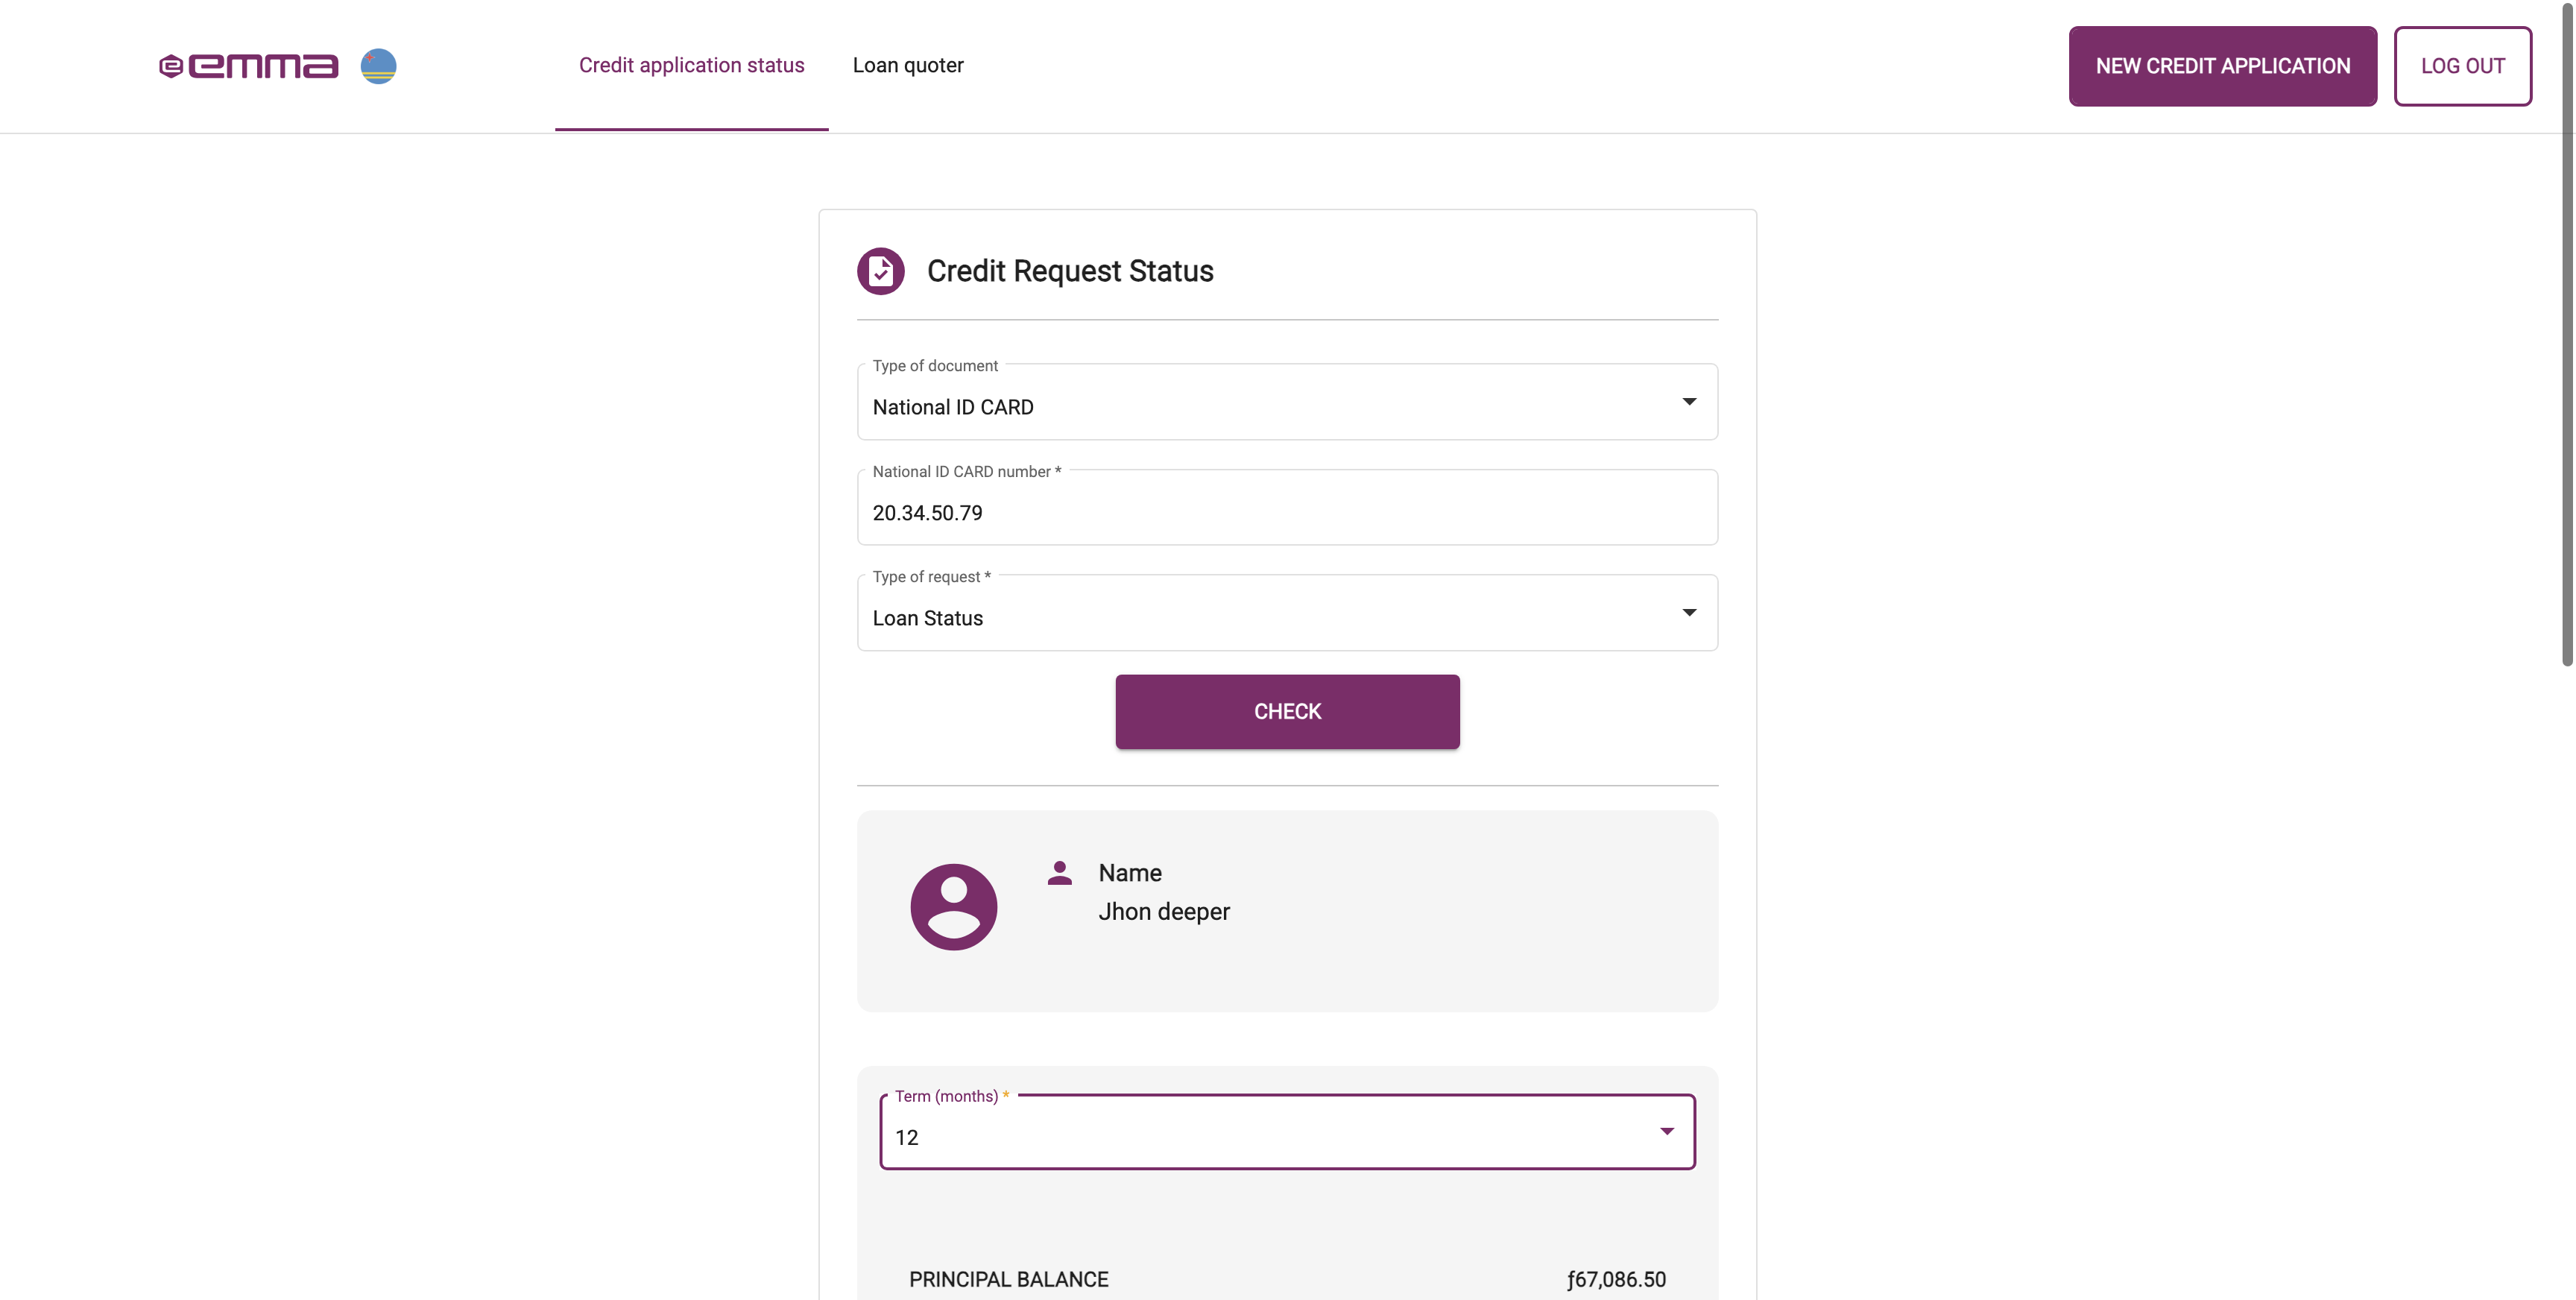 emma
Credit application status
Loan quoter
NEW CREDIT APPLICATION
LOG OUT
Credit Request Status
Type of document
National ID CARD
National ID CARD number *
20.34.50.79
Type of request *
Loan Status
CHECK
Name
Jhon deeper
Term (months) *
12
PRINCIPAL BALANCE ƒ67,086.50